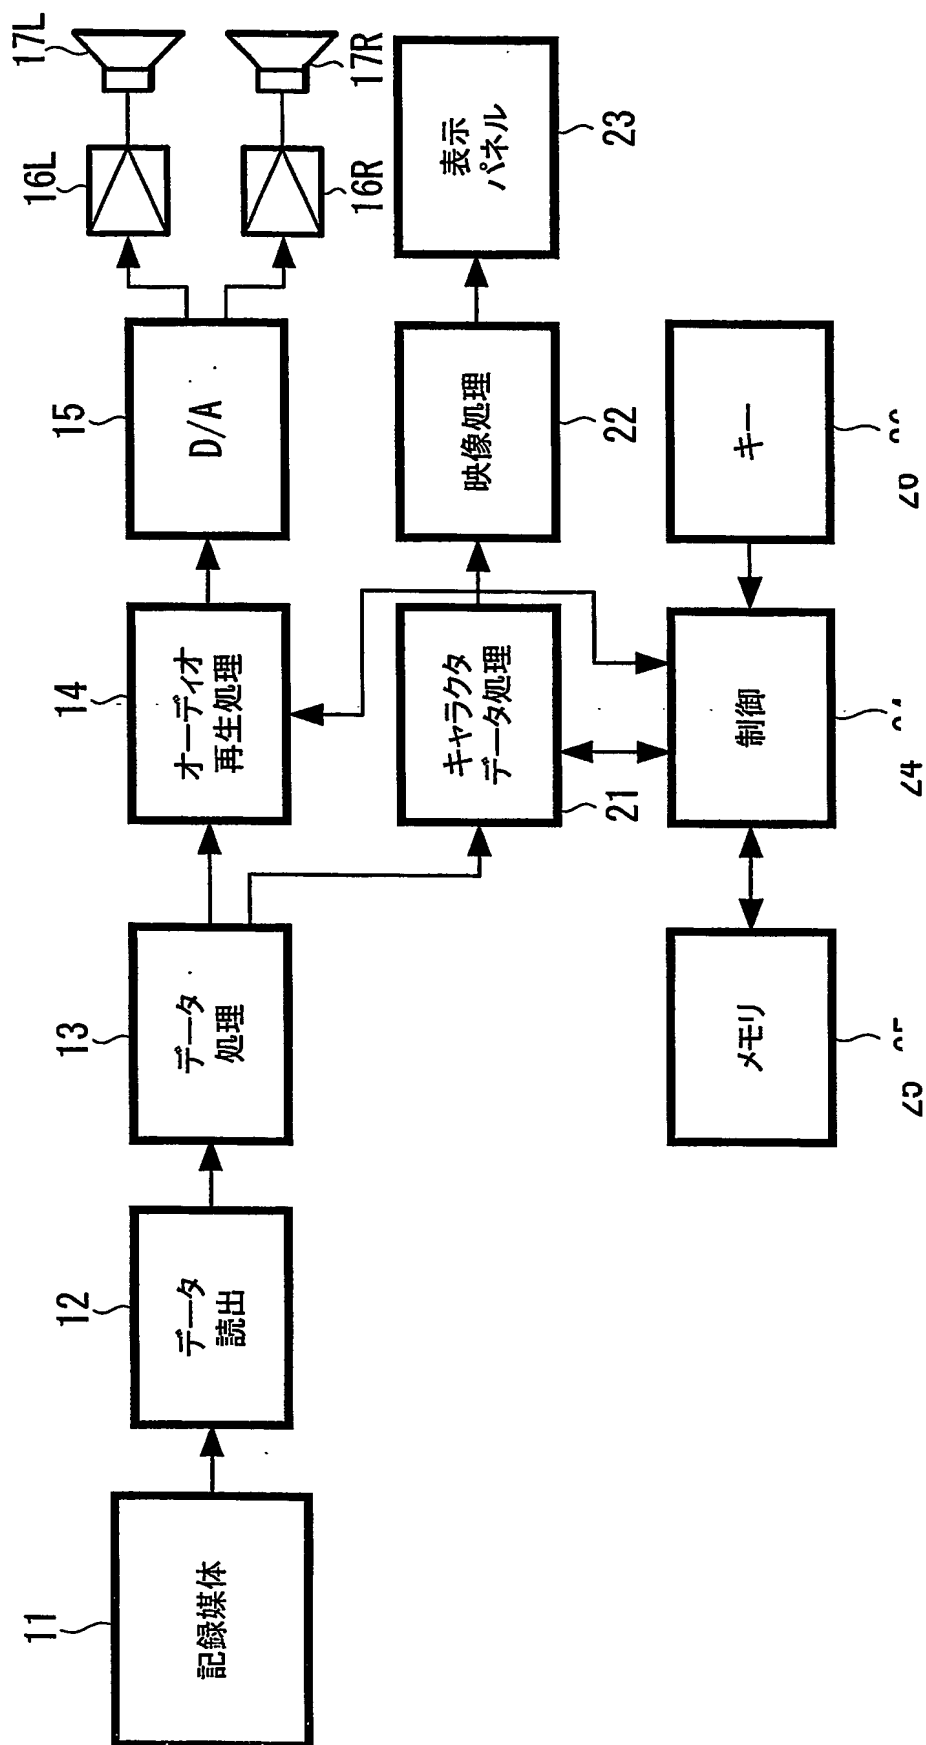 11
記録媒体
12
データ
読出
13
データ
処理
14
オーディオ
再生処理
15
D/A
16L
17L
16R
17R
21
キャラクタ
データ処理
22
映像処理
23
表示
パネル
25
メモリ
24
制御
26
キー